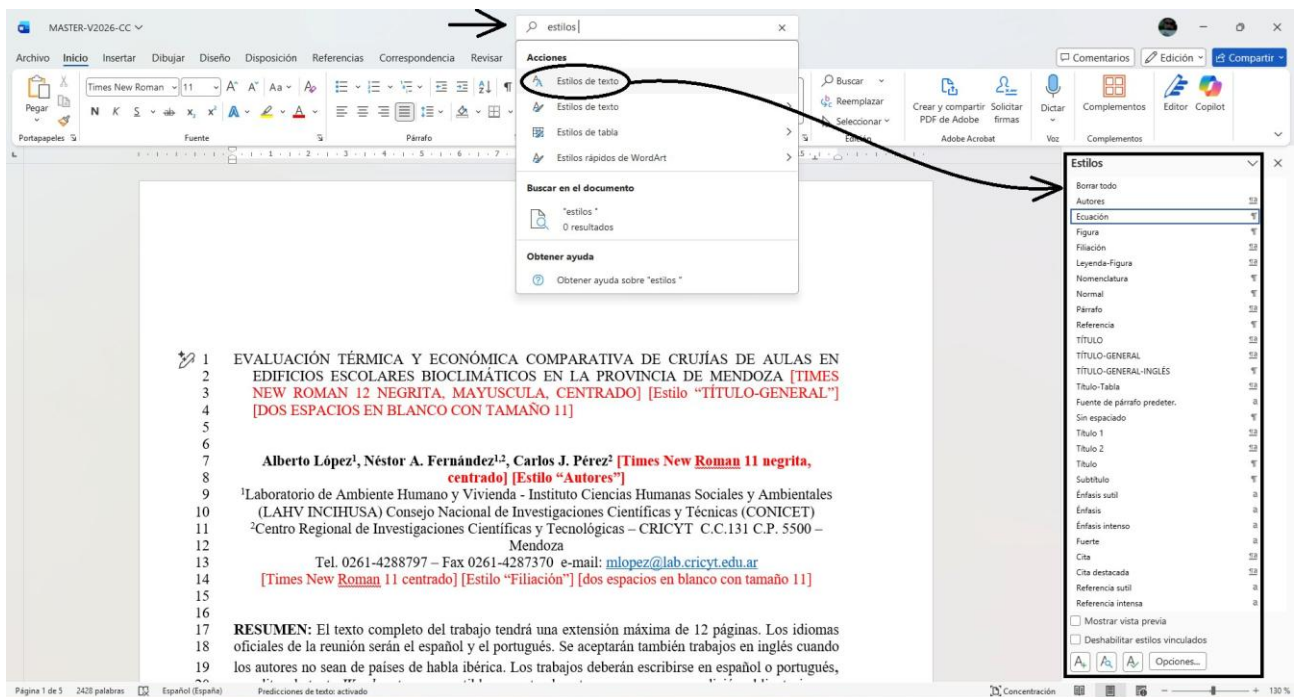 MASTER-V2026-CC
estilos
Archivo Inicio Insertar Dibujar Diseño Disposición Referencias Correspondencia Revisar
Comentarios Edición Compartir
Pegar
Portapapeles
Times New Roman 11
N K S ab x, x²
Fuente
Párrafo
Acciones
Estilos de texto
Estilos de texto
Estilos de tabla
Estilos rápidos de WordArt
Buscar en el documento
"estilos "
0 resultados
Obtener ayuda
Obtener ayuda sobre "estilos "
Buscar
Reemplazar
Seleccionar
Edición
Crear y compartir PDF de Adobe
Solicitar firmas
Adobe Acrobat
Dictar
Voz
Complementos
Complementos
Editor
Copilot
1 EVALUACIÓN TÉRMICA Y ECONÓMICA COMPARATIVA DE CRUJÍAS DE AULAS EN
2 EDIFICIOS ESCOLARES BIOCLIMÁTICOS EN LA PROVINCIA DE MENDOZA [TIMES
3 NEW ROMAN 12 NEGRITA, MAYUSCULA, CENTRADO] [Estilo “TÍTULO-GENERAL”]
4 [DOS ESPACIOS EN BLANCO CON TAMAÑO 11]
5
6
7 Alberto López¹, Néstor A. Fernández¹,², Carlos J. Pérez² [Times New Roman 11 negrita,
8 centrado] [Estilo “Autores”]
9 ¹Laboratorio de Ambiente Humano y Vivienda - Instituto Ciencias Humanas Sociales y Ambientales
10 (LAHV INCIHUSA) Consejo Nacional de Investigaciones Científicas y Técnicas (CONICET)
11 ²Centro Regional de Investigaciones Científicas y Tecnológicas – CRICYT C.C.131 C.P. 5500 –
12 Mendoza
13 Tel. 0261-4288797 – Fax 0261-4287370 e-mail: mlopez@lab.cricyt.edu.ar
14 [Times New Roman 11 centrado] [Estilo “Filiación”] [dos espacios en blanco con tamaño 11]
15
16
17 RESUMEN: El texto completo del trabajo tendrá una extensión máxima de 12 páginas. Los idiomas
18 oficiales de la reunión serán el español y el portugués. Se aceptarán también trabajos en inglés cuando
19 los autores no sean de países de habla ibérica. Los trabajos deberán escribirse en español o portugués,
Estilos
Borrar todo
Autores
Ecuación
Figura
Filiación
Leyenda-Figura
Nomenclatura
Normal
Párrafo
Referencia
TÍTULO
TÍTULO-GENERAL
TÍTULO-GENERAL-INGLÉS
Título-Tabla
Fuente de párrafo predeter.
Sin espaciado
Título 1
Título 2
Título
Subtítulo
Énfasis sutil
Énfasis
Énfasis intenso
Fuerte
Cita
Cita destacada
Referencia sutil
Referencia intensa
Mostrar vista previa
Deshabilitar estilos vinculados
Opciones...
Página 1 de 5 2428 palabras Español (España) Predicciones de texto: activado Concentración 130 %